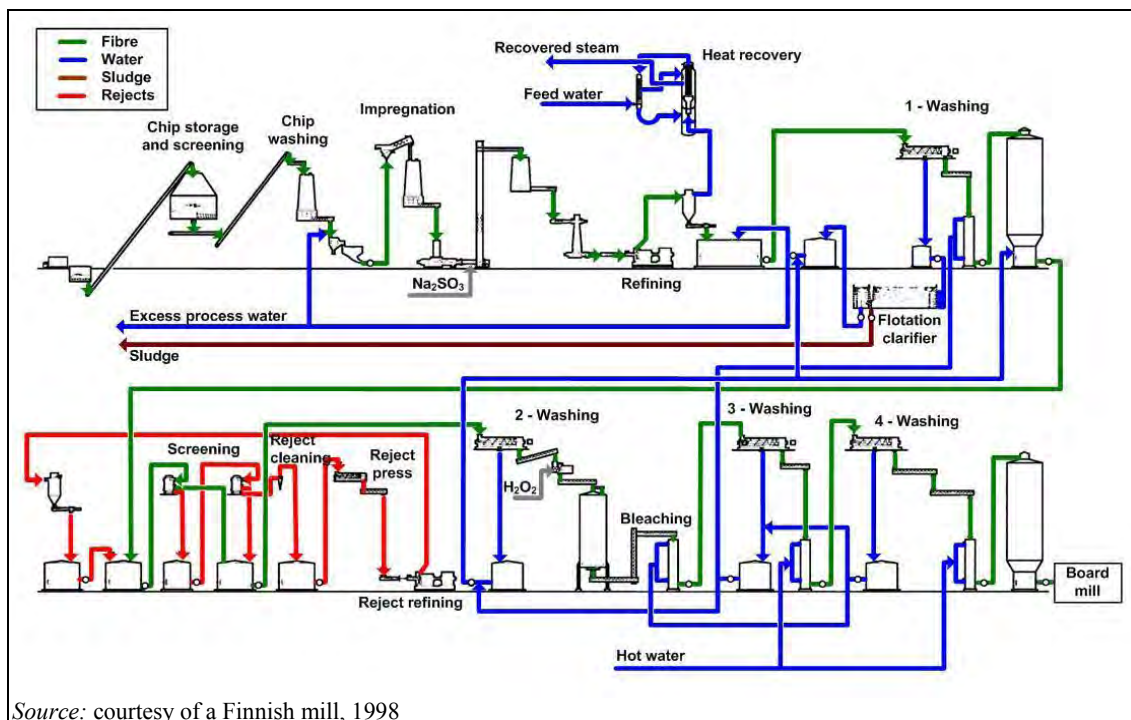 Fibre
Water
Sludge
Rejects
Recovered steam
Heat recovery
Feed water
Chip storage
and screening
Chip
washing
Impregnation
1 - Washing
Na₂SO₃
Refining
Excess process water
Sludge
Flotation
clarifier
2 - Washing
3 - Washing
4 - Washing
Screening
Reject
cleaning
Reject
press
H₂O₂
Bleaching
Reject refining
Board
mill
Hot water
Source: courtesy of a Finnish mill, 1998